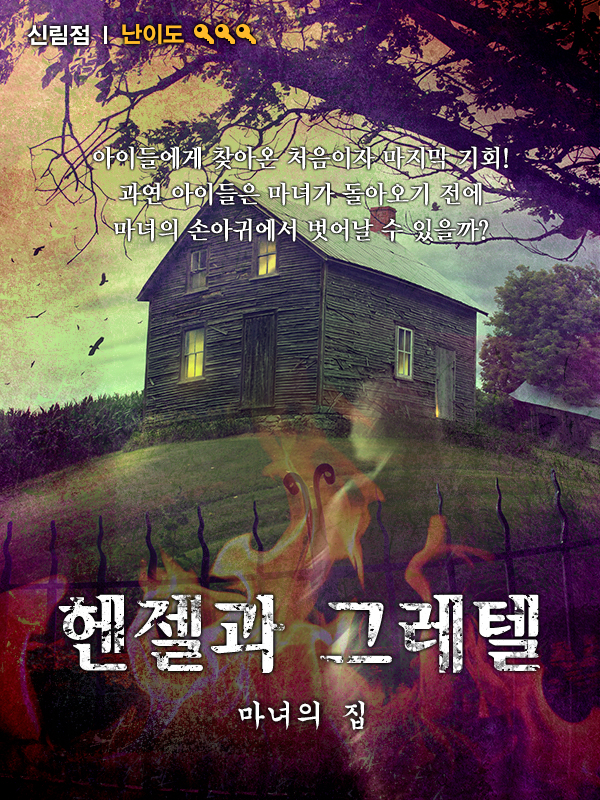 신림점 | 난이도
아이들에게 찾아온 처음이자 마지막 기회!
과연 아이들은 마녀가 돌아오기 전에
마녀의 손아귀에서 벗어날 수 있을까?
헨젤과 그레텔
마녀의 집